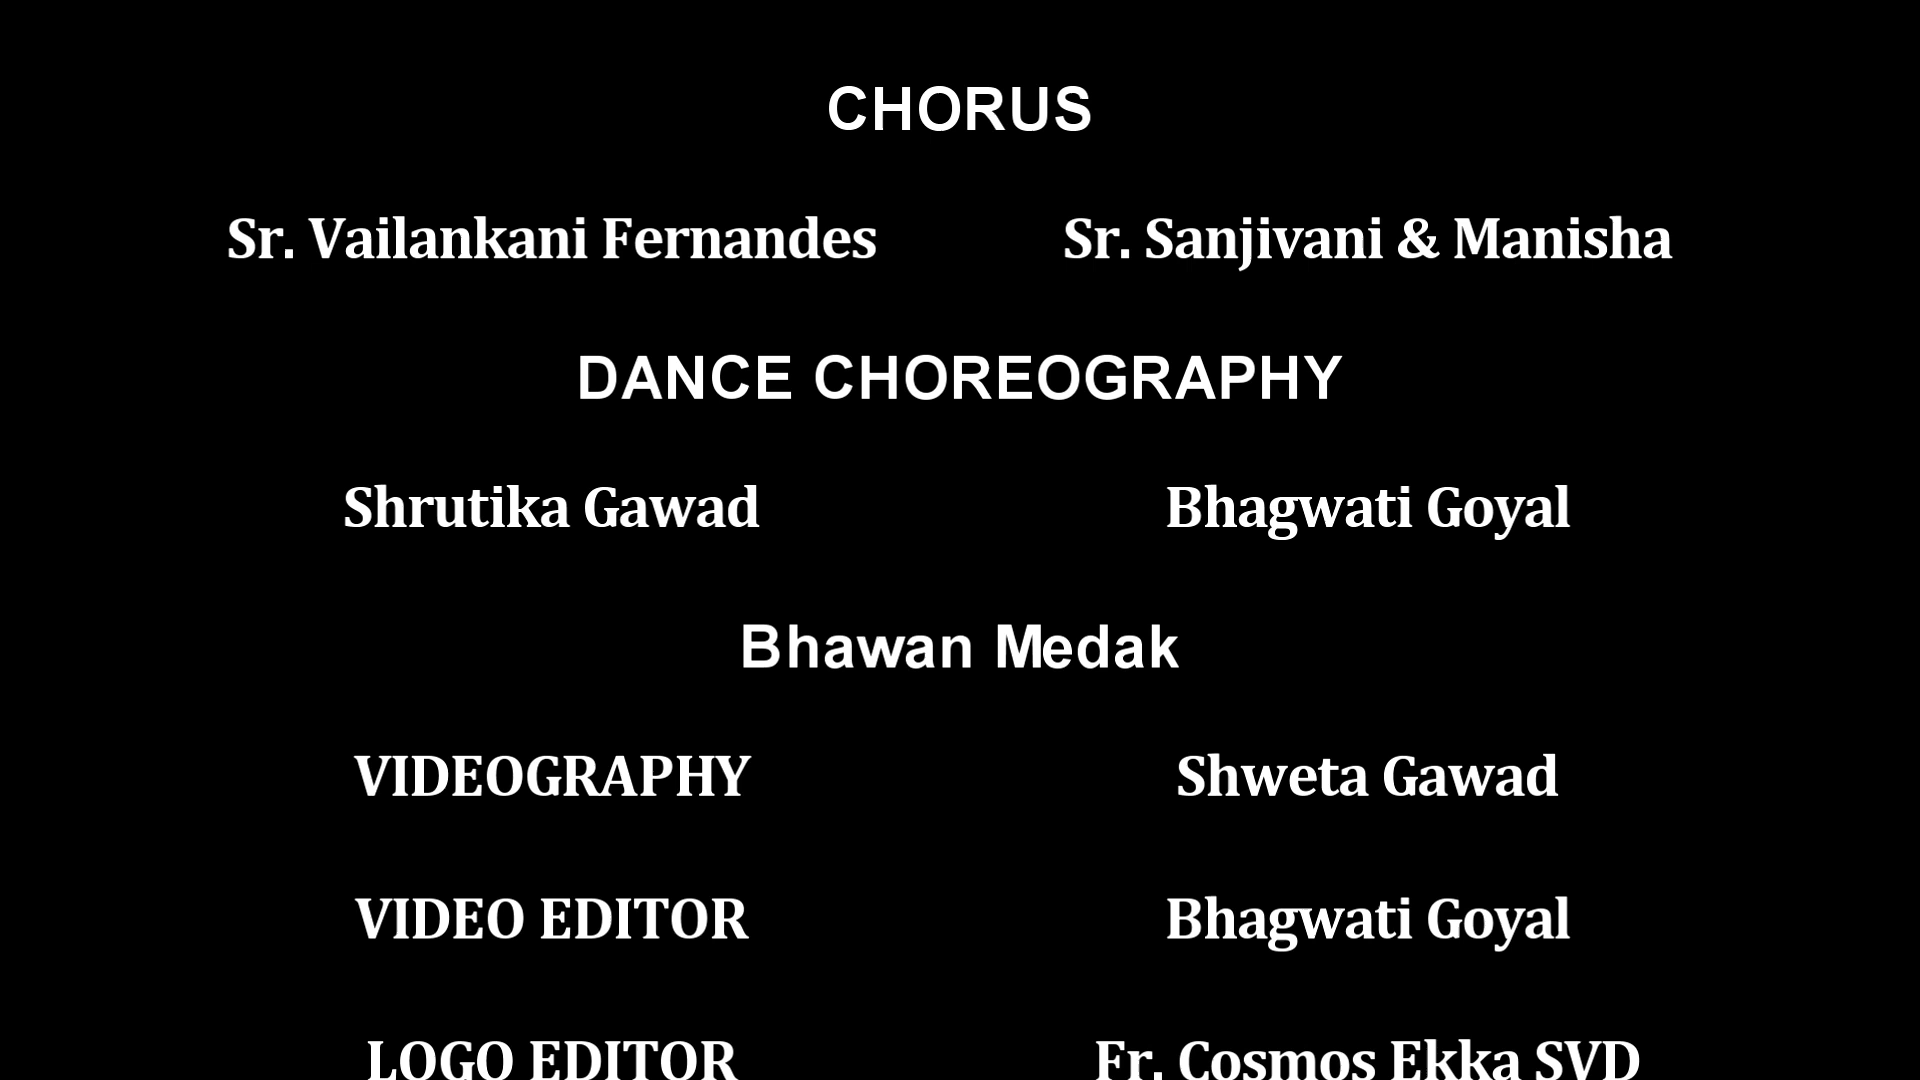 CHORUS
Sr. Vailankani Fernandes Sr. Sanjivani & Manisha
DANCE CHOREOGRAPHY
Shrutika Gawad Bhagwati Goyal
Bhawan Medak
VIDEOGRAPHY Shweta Gawad
VIDEO EDITOR Bhagwati Goyal
LOGO EDITOR Fr. Cosmos Ekka SVD